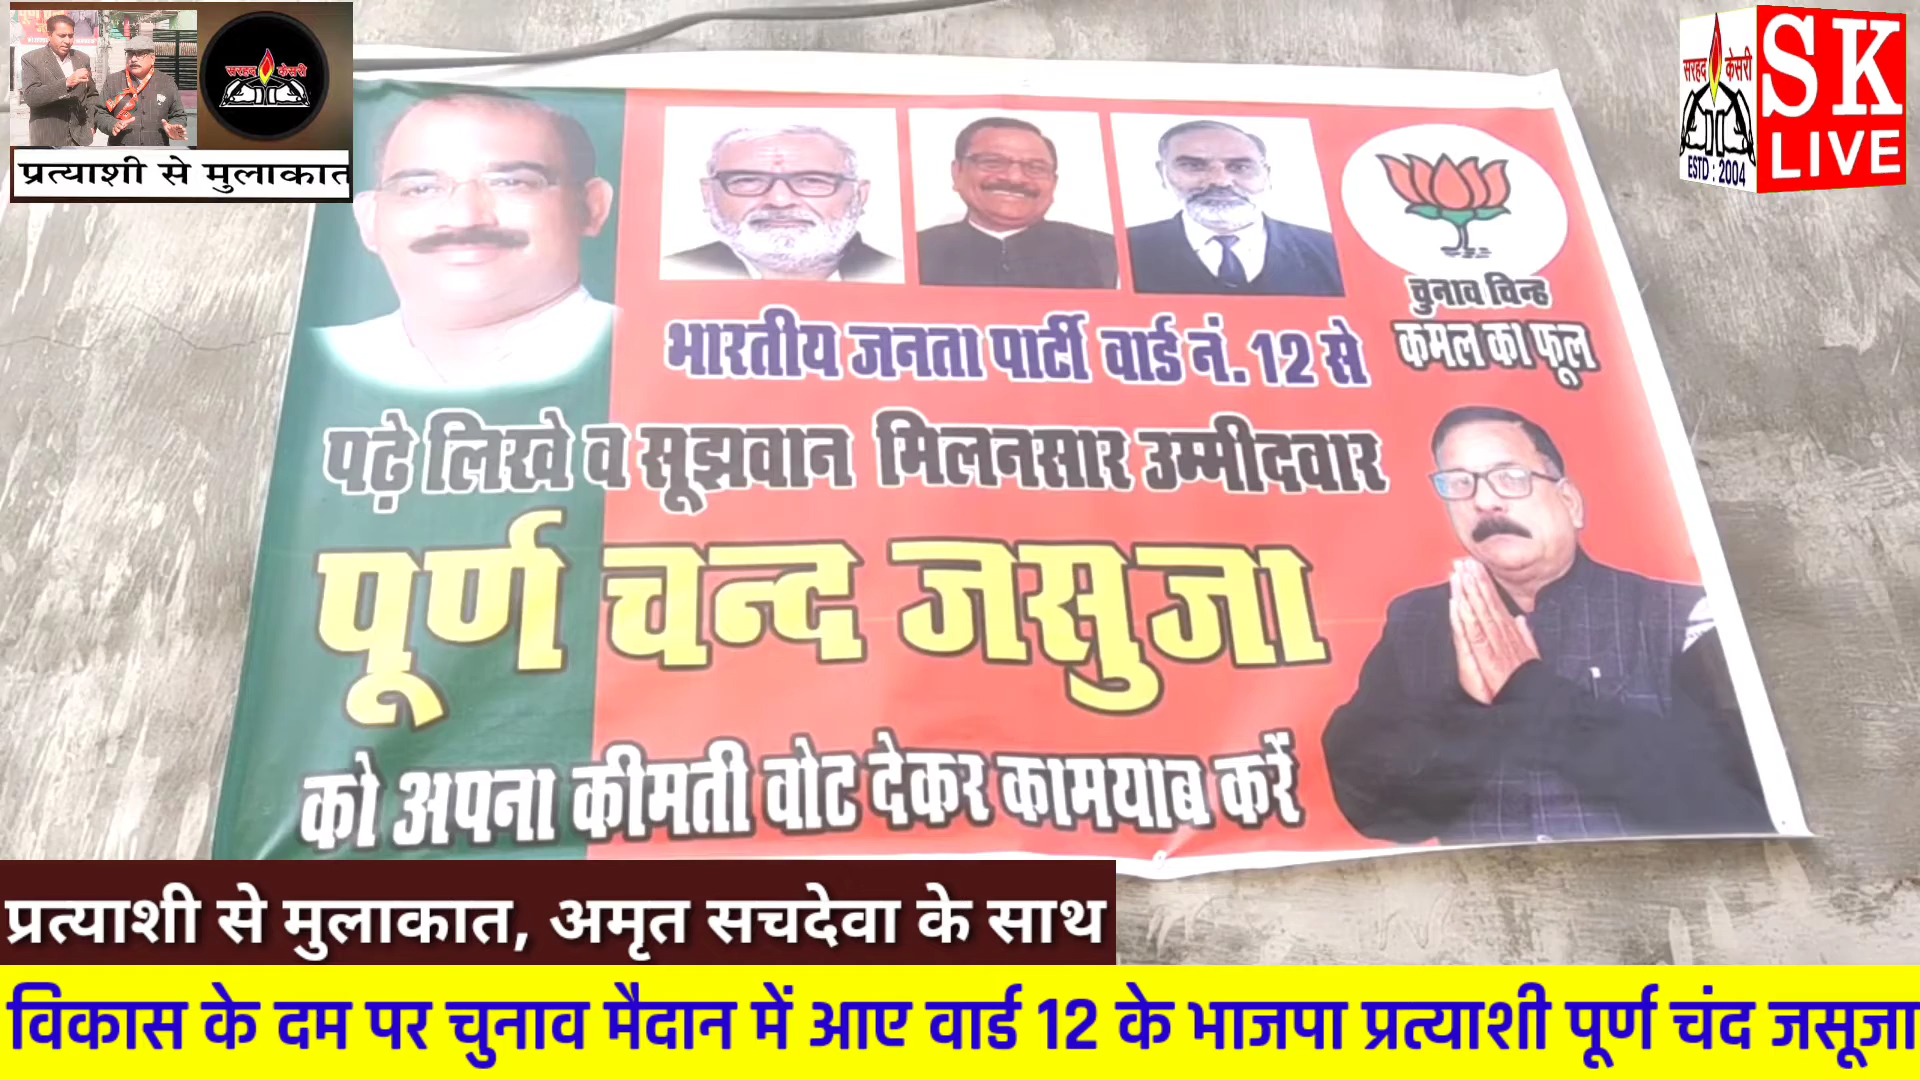 सरहद केसरी
प्रत्याशी से मुलाकात
सरहद केसरी
ESTD : 2004
SK
LIVE
चुनाव चिन्ह
कमल का फूल
भारतीय जनता पार्टी वार्ड नं. 12 से
पढ़े लिखे व सूझवान मिलनसार उम्मीदवार
पूर्ण चन्द जसुजा
को अपना कीमती वोट देकर कामयाब करें
प्रत्याशी से मुलाकात, अमृत सचदेवा के साथ
विकास के दम पर चुनाव मैदान में आए वार्ड 12 के भाजपा प्रत्याशी पूर्ण चंद जसूजा